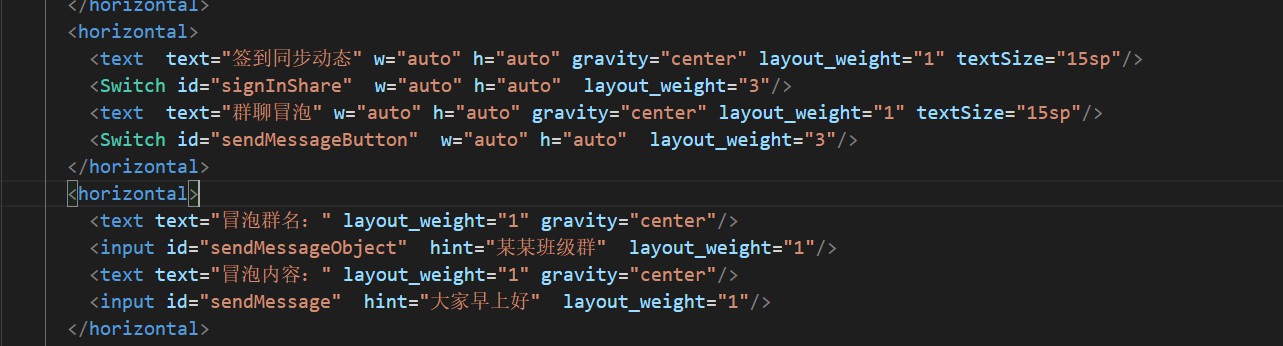 </horizontal>
<horizontal>
<text  text="签到同步动态" w="auto" h="auto" gravity="center" layout_weight="1" textSize="15sp"/>
<Switch id="signInShare"  w="auto" h="auto"  layout_weight="3"/>
<text  text="群聊冒泡" w="auto" h="auto" gravity="center" layout_weight="1" textSize="15sp"/>
<Switch id="sendMessageButton"  w="auto" h="auto"  layout_weight="3"/>
</horizontal>
<horizontal>
<text text="冒泡群名：" layout_weight="1" gravity="center"/>
<input id="sendMessageObject"  hint="某某班级群"  layout_weight="1"/>
<text text="冒泡内容：" layout_weight="1" gravity="center"/>
<input id="sendMessage"  hint="大家早上好"  layout_weight="1"/>
</horizontal>